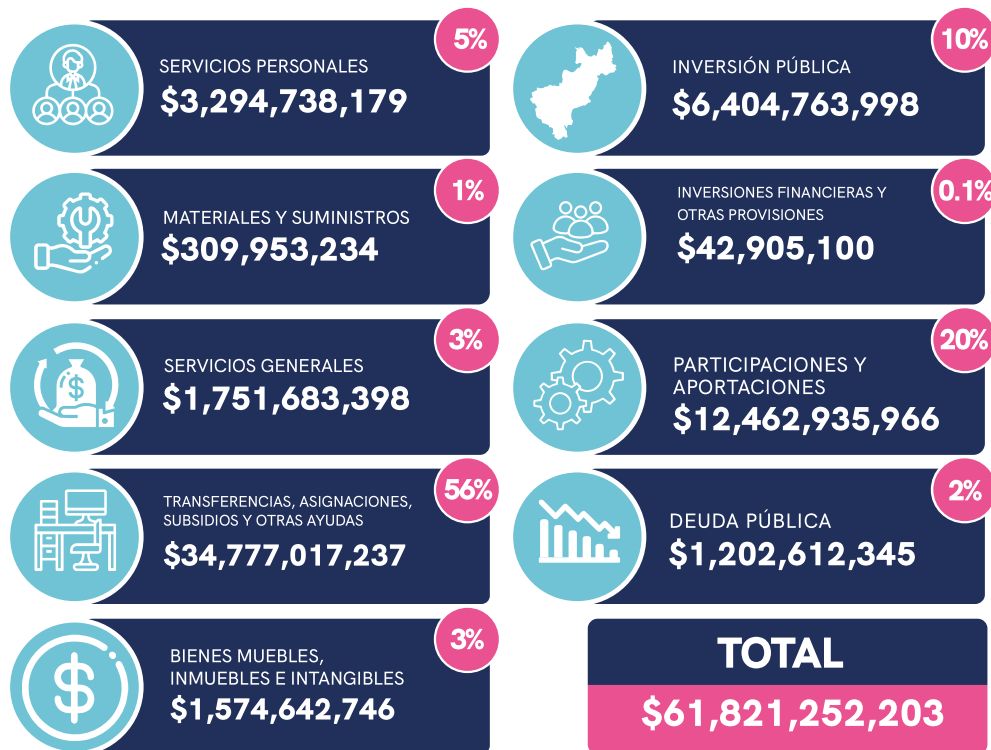 5%
SERVICIOS PERSONALES
$3,294,738,179
1%
MATERIALES Y SUMINISTROS
$309,953,234
3%
SERVICIOS GENERALES
$1,751,683,398
56%
TRANSFERENCIAS, ASIGNACIONES,
SUBSIDIOS Y OTRAS AYUDAS
$34,777,017,237
3%
BIENES MUEBLES,
INMUEBLES E INTANGIBLES
$1,574,642,746
10%
INVERSIÓN PÚBLICA
$6,404,763,998
0.1%
INVERSIONES FINANCIERAS Y
OTRAS PROVISIONES
$42,905,100
20%
PARTICIPACIONES Y
APORTACIONES
$12,462,935,966
2%
DEUDA PÚBLICA
$1,202,612,345
TOTAL
$61,821,252,203